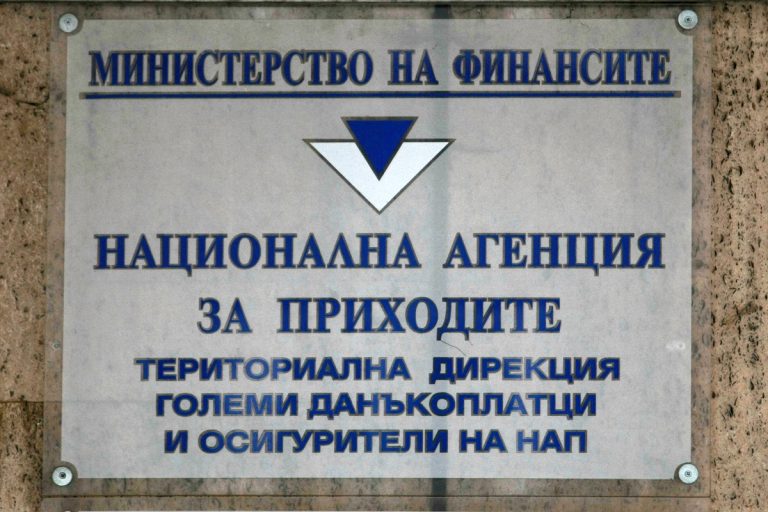 МИНИСТЕРСТВО НА ФИНАНСИТЕ
НАЦИОНАЛНА АГЕНЦИЯ
ЗА ПРИХОДИТЕ
ТЕРИТОРИАЛНА ДИРЕКЦИЯ
ГОЛЕМИ ДАНЪКОПЛАТЦИ
И ОСИГУРИТЕЛИ НА НАП